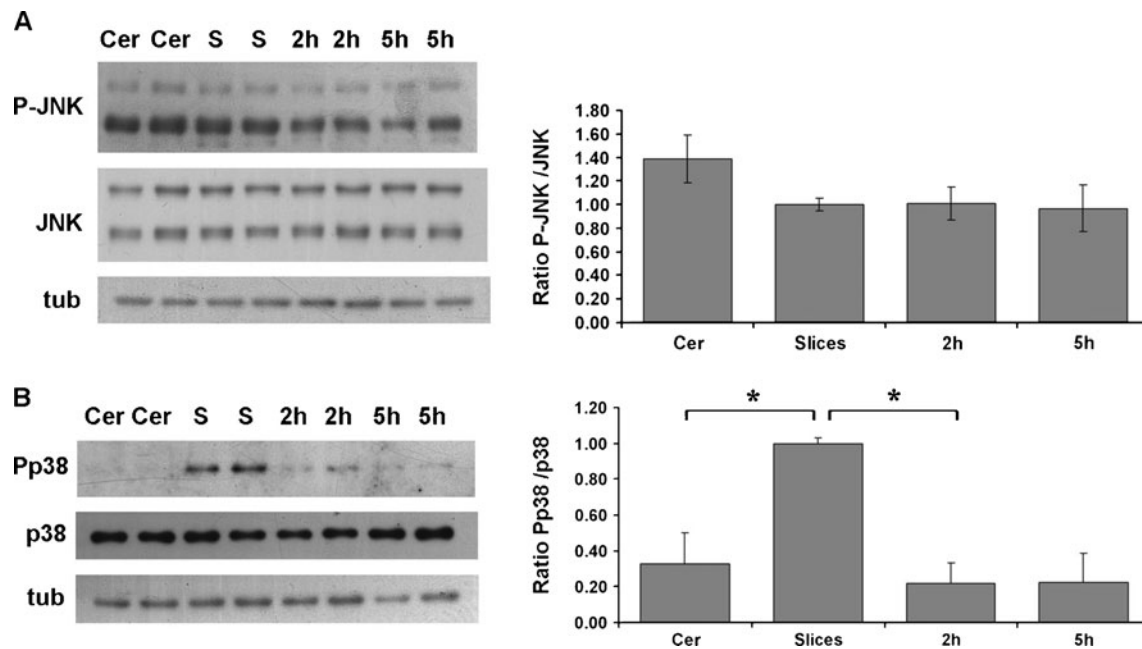 A
Cer Cer S S 2h 2h 5h 5h
P-JNK
JNK
tub
Ratio P-JNK /JNK
1.80
1.60
1.40
1.20
1.00
0.80
0.60
0.40
0.20
0.00
Cer Slices 2h 5h
B
Cer Cer S S 2h 2h 5h 5h
Pp38
p38
tub
Ratio Pp38 /p38
1.20
1.00
0.80
0.60
0.40
0.20
0.00
* *
Cer Slices 2h 5h